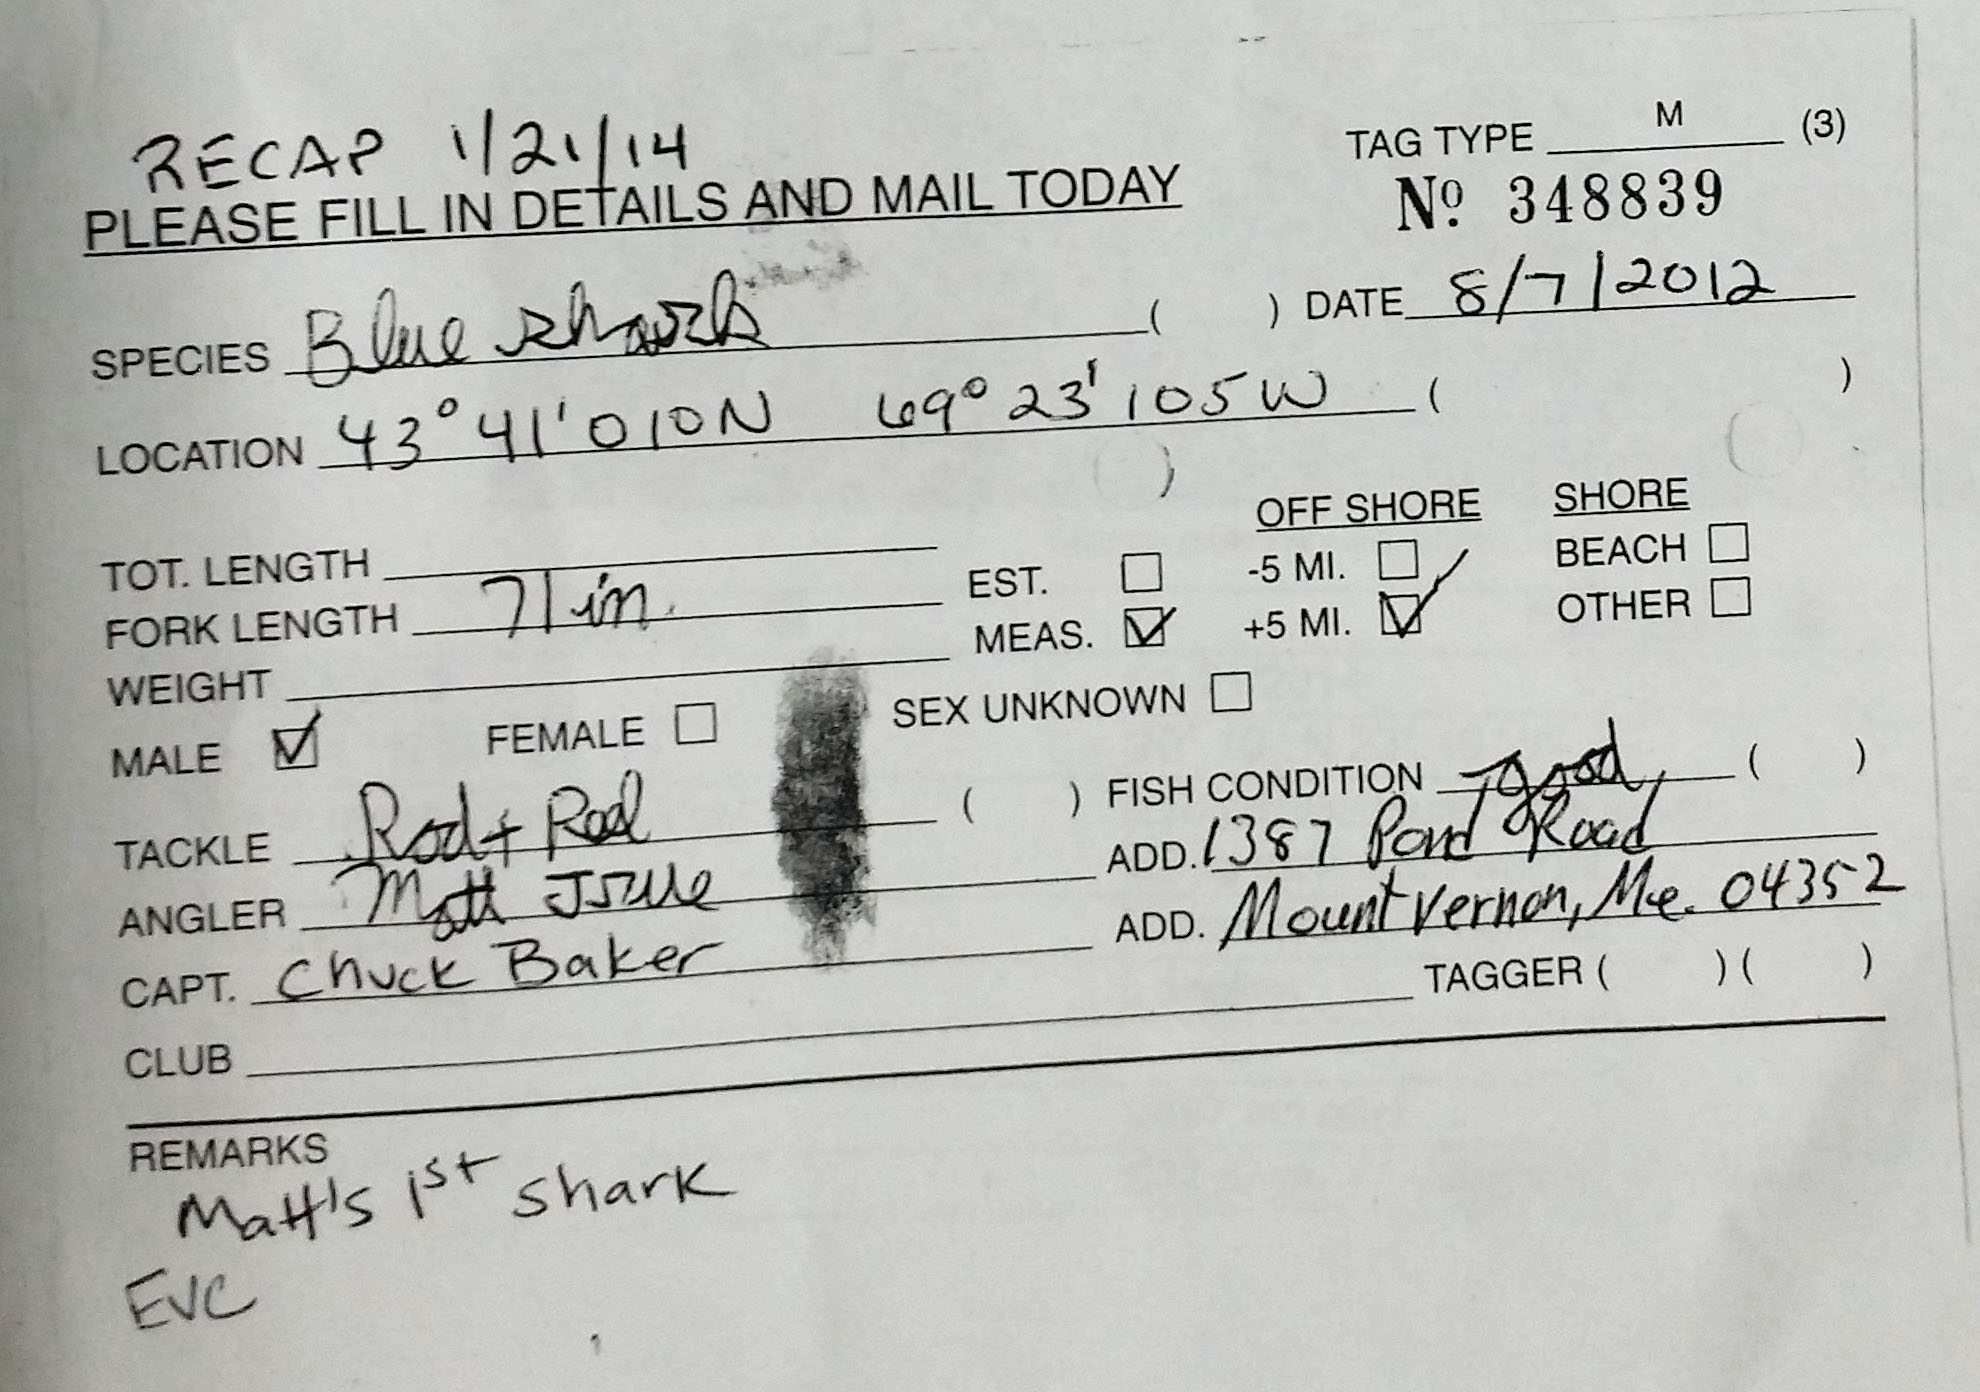 RECAP 1/21/14
TAG TYPE M (3)
PLEASE FILL IN DETAILS AND MAIL TODAY
Nº 348839
SPECIES Blue shark ( ) DATE 8/7/2012
LOCATION 43° 41' 010N 69° 23' 105W ( )
( )
OFF SHORE SHORE
TOT. LENGTH EST. -5 MI. BEACH
FORK LENGTH 71 in. MEAS. +5 MI. OTHER
WEIGHT
MALE FEMALE SEX UNKNOWN
TACKLE Rod + Reel ( ) FISH CONDITION good ( )
ANGLER Matt ADD. 1387 Pond Road
CAPT. Chuck Baker ADD. Mount Vernon, Me. 04352
CLUB TAGGER ( ) ( )
REMARKS
Matt's 1st shark
EVC